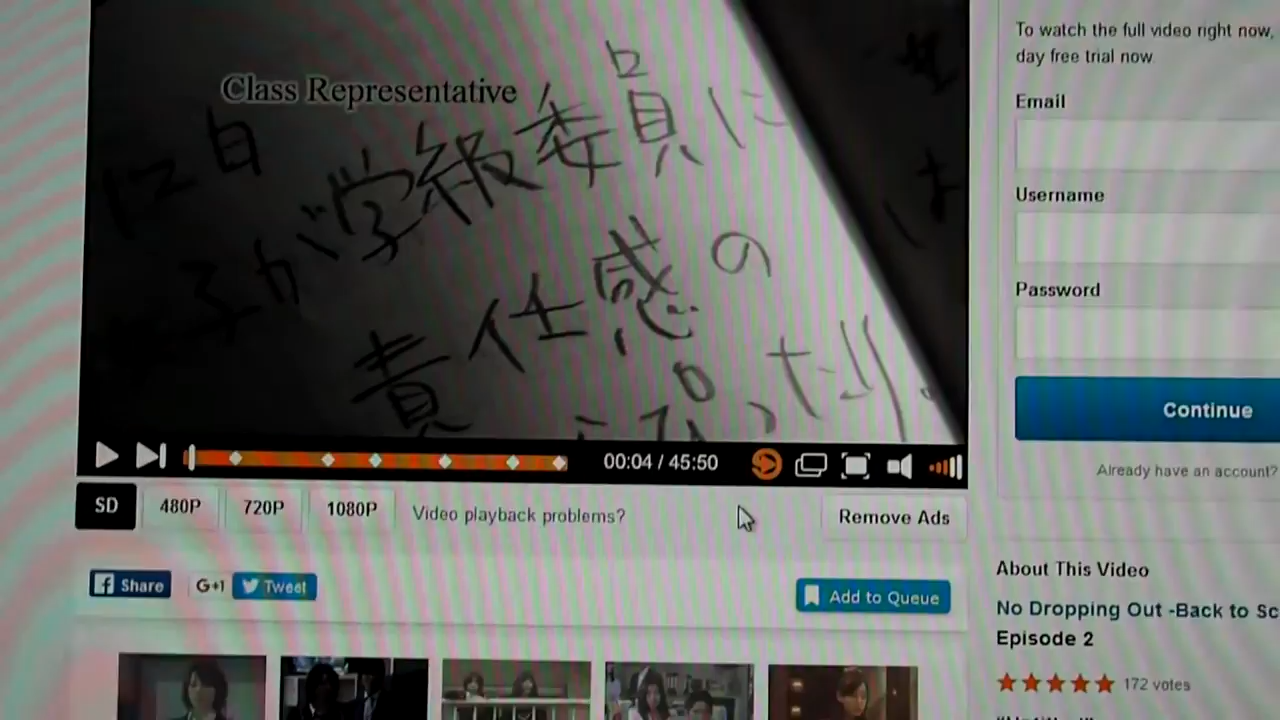 To watch the full video right now,
day free trial now
Email
Username
Password
Continue
Already have an account?
Class Representative
学級委員に
責任感の
00:04 / 45:50
SD 480P 720P 1080P Video playback problems? Remove Ads
Share G+1 Tweet Add to Queue
About This Video
No Dropping Out -Back to Sc
Episode 2
172 votes